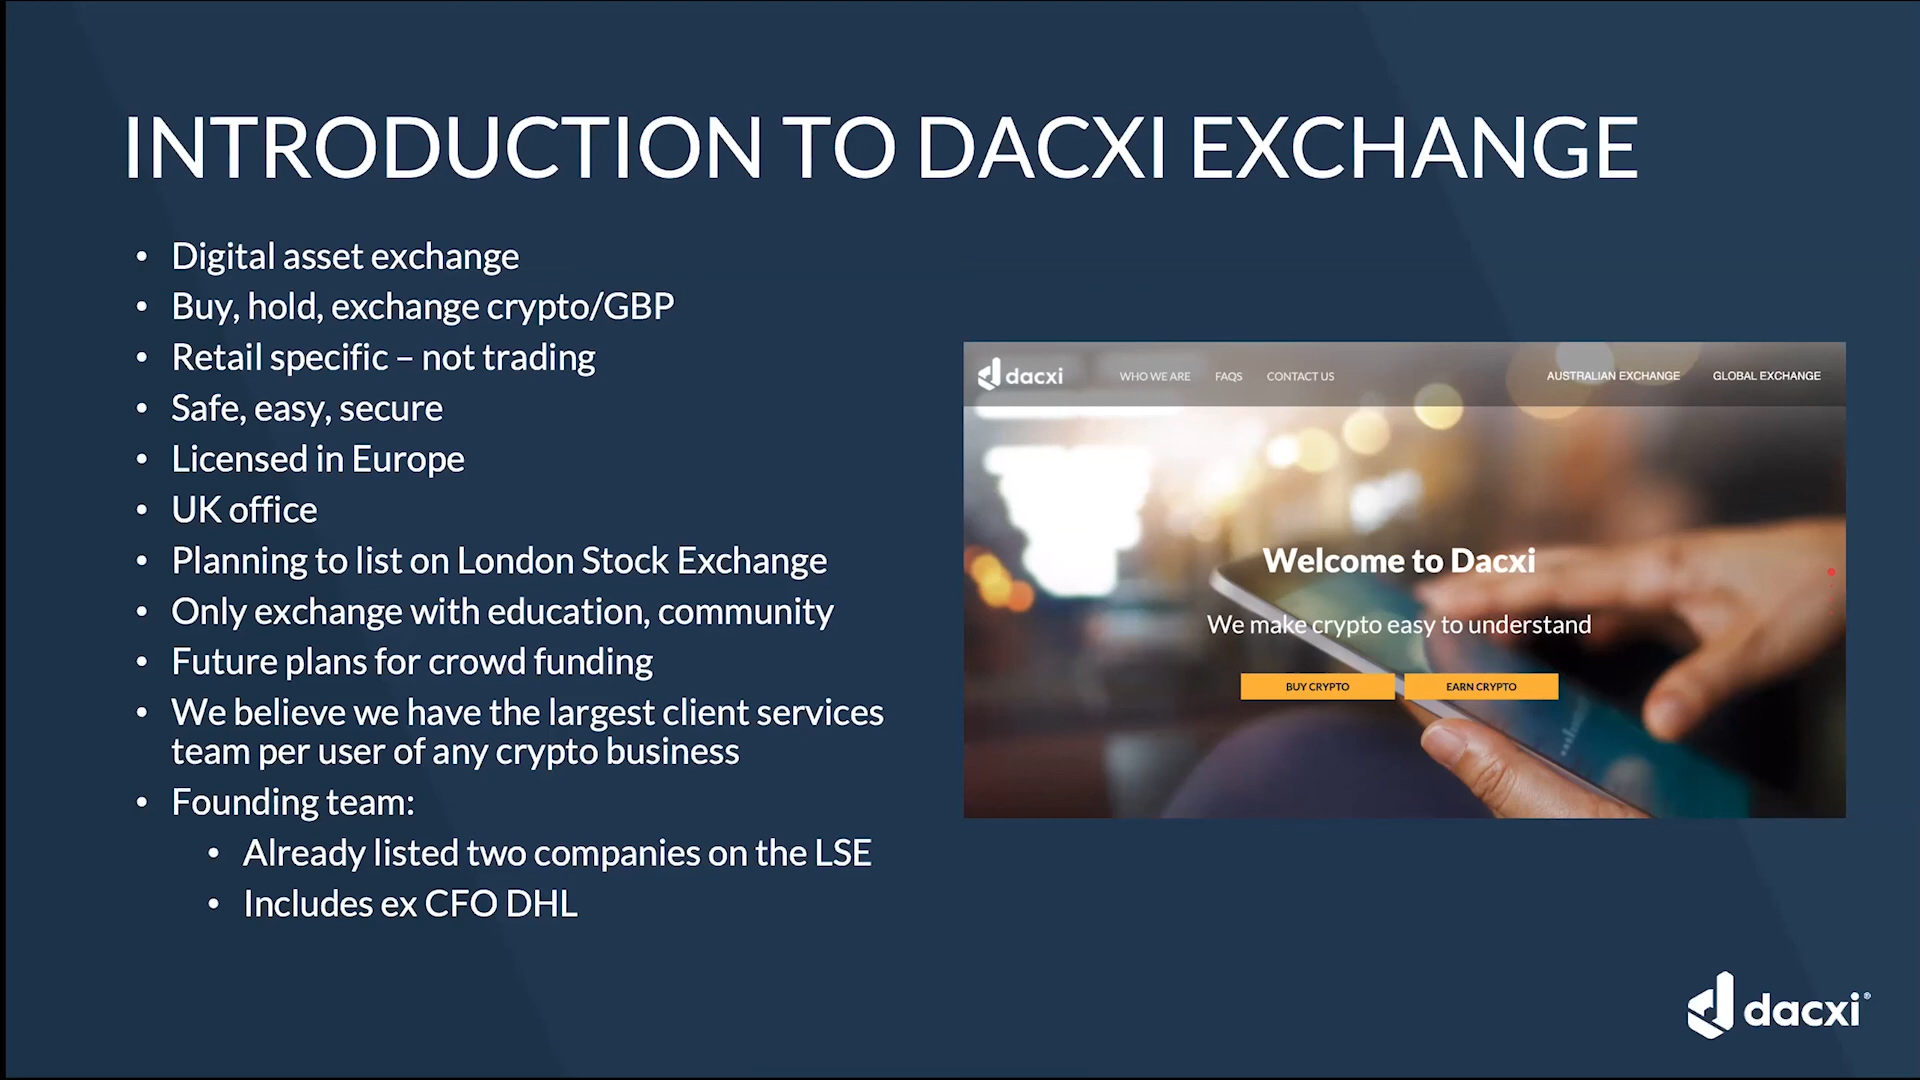 INTRODUCTION TO DACXI EXCHANGE
• Digital asset exchange
• Buy, hold, exchange crypto/GBP
• Retail specific – not trading
• Safe, easy, secure
• Licensed in Europe
• UK office
• Planning to list on London Stock Exchange
• Only exchange with education, community
• Future plans for crowd funding
• We believe we have the largest client services
team per user of any crypto business
• Founding team:
• Already listed two companies on the LSE
• Includes ex CFO DHL
dacxi WHO WE ARE FAQS CONTACT US AUSTRALIAN EXCHANGE GLOBAL EXCHANGE
Welcome to Dacxi
We make crypto easy to understand
BUY CRYPTO EARN CRYPTO
dacxi®